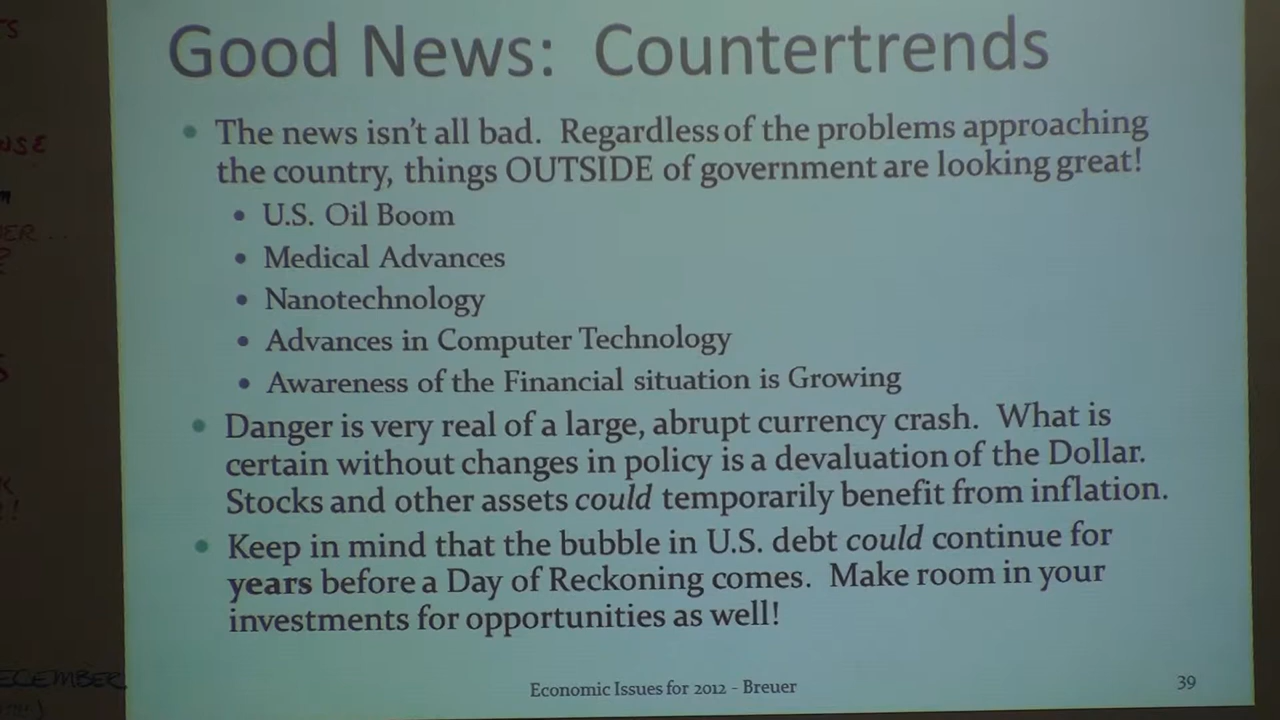 Good News: Countertrends
• The news isn't all bad. Regardless of the problems approaching
the country, things OUTSIDE of government are looking great!
• U.S. Oil Boom
• Medical Advances
• Nanotechnology
• Advances in Computer Technology
• Awareness of the Financial situation is Growing
• Danger is very real of a large, abrupt currency crash. What is
certain without changes in policy is a devaluation of the Dollar.
Stocks and other assets could temporarily benefit from inflation.
• Keep in mind that the bubble in U.S. debt could continue for
years before a Day of Reckoning comes. Make room in your
investments for opportunities as well!
Economic Issues for 2012 - Breuer
39